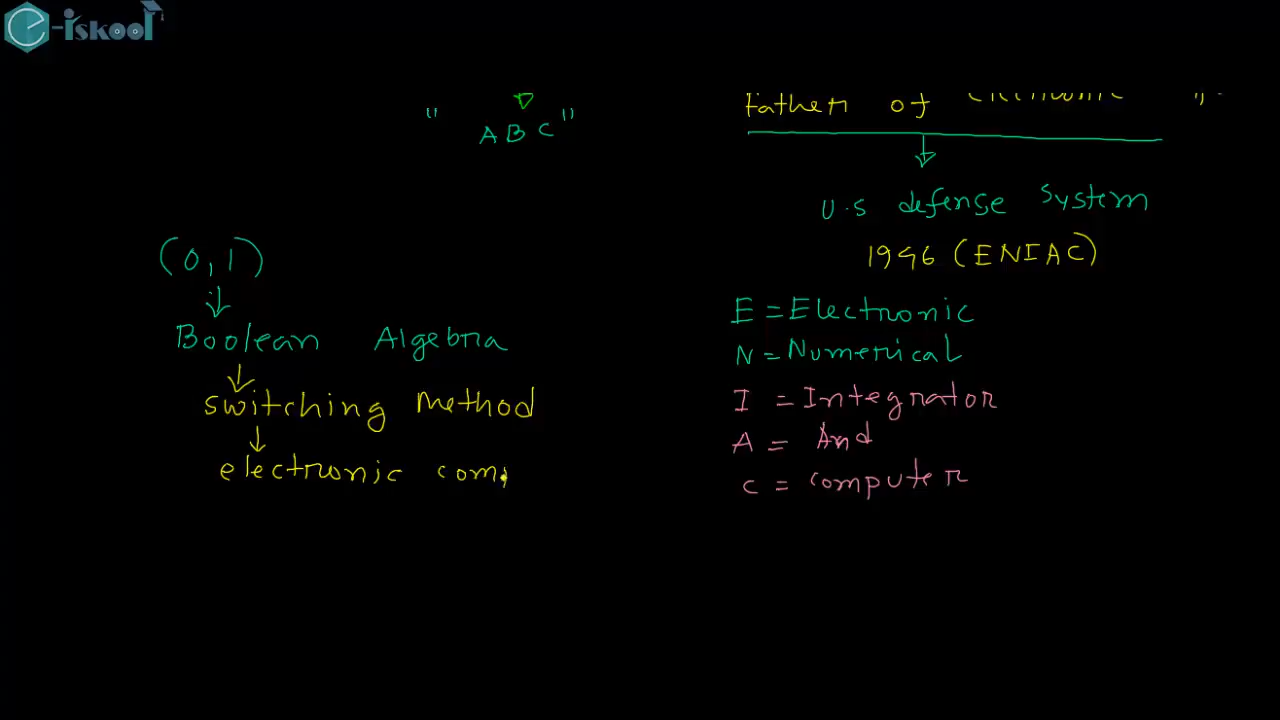 e-iskool
" ABC "
(0,1)
Boolean Algebra
switching Method
electronic com
Father of
U.S defense System
1946 (ENIAC)
E = Electronic
N = Numerical
I = Integrator
A = And
C = computer